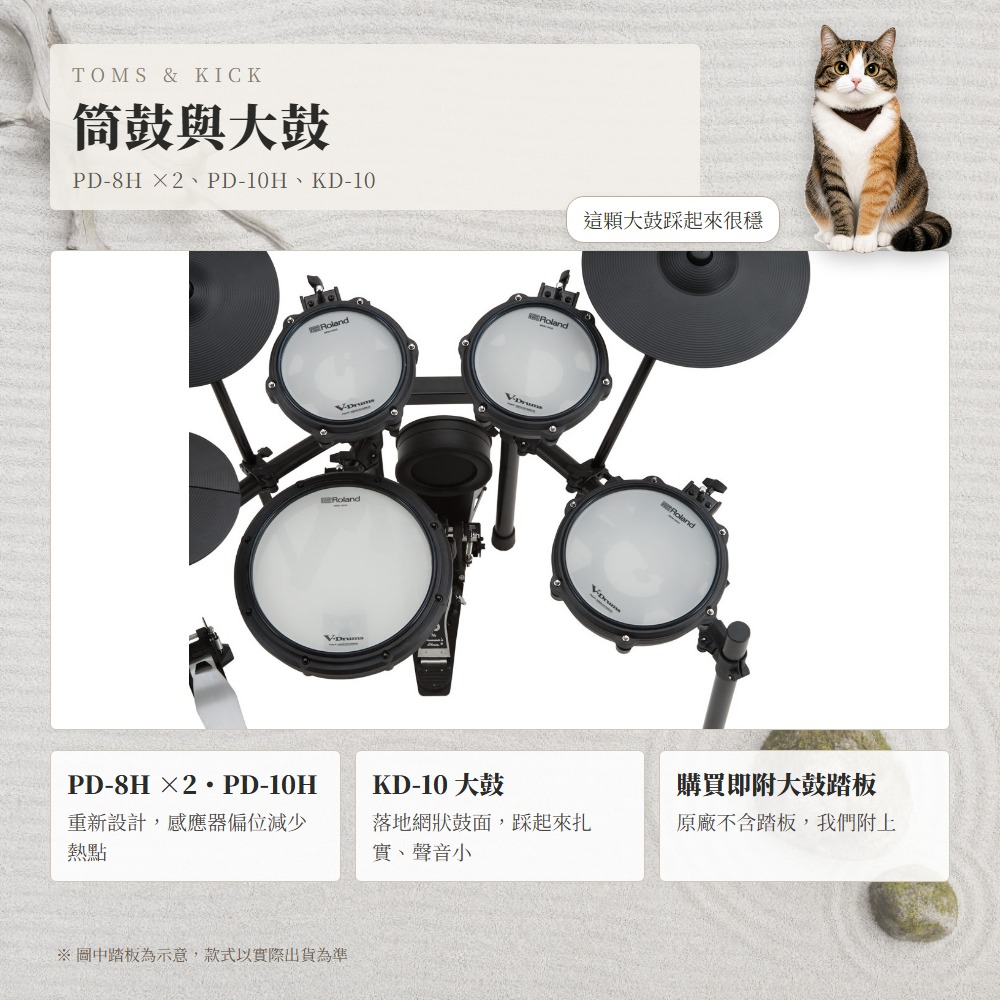 TOMS & KICK
筒鼓與大鼓
PD-8H ×2、PD-10H、KD-10
這顆大鼓踩起來很穩
Roland
V-Drums
Roland
V-Drums
Roland
V-Drums
Roland
V-Drums
PD-8H ×2・PD-10H
重新設計，感應器偏位減少
熱點
KD-10 大鼓
落地網狀鼓面，踩起來扎
實、聲音小
購買即附大鼓踏板
原廠不含踏板，我們附上
※ 圖中踏板為示意，款式以實際出貨為準